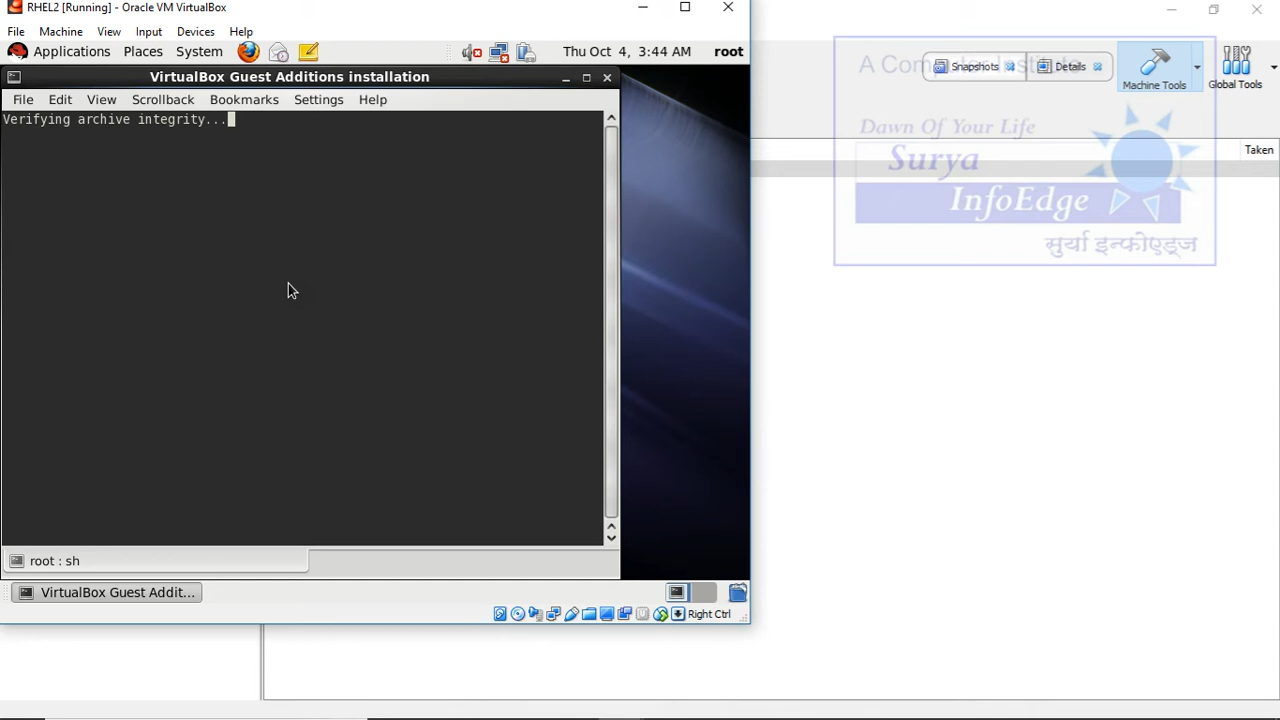 RHEL2 [Running] - Oracle VM VirtualBox
File Machine View Input Devices Help
Applications Places System Thu Oct 4, 3:44 AM root
VirtualBox Guest Additions installation
File Edit View Scrollback Bookmarks Settings Help
Verifying archive integrity...
root : sh
VirtualBox Guest Addit...
Right Ctrl
Snapshots Details
Machine Tools Global Tools
Taken
Dawn Of Your Life
Surya
InfoEdge
सुर्या इन्फोएड्ज